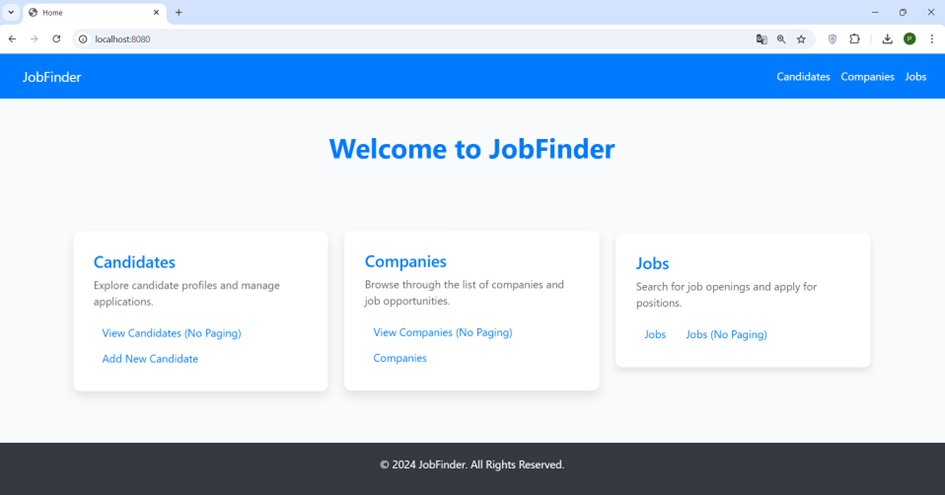 Home
localhost:8080
P
JobFinder
Candidates Companies Jobs
Welcome to JobFinder
Candidates
Explore candidate profiles and manage
applications.
View Candidates (No Paging)
Add New Candidate
Companies
Browse through the list of companies and
job opportunities.
View Companies (No Paging)
Companies
Jobs
Search for job openings and apply for
positions.
Jobs Jobs (No Paging)
© 2024 JobFinder. All Rights Reserved.